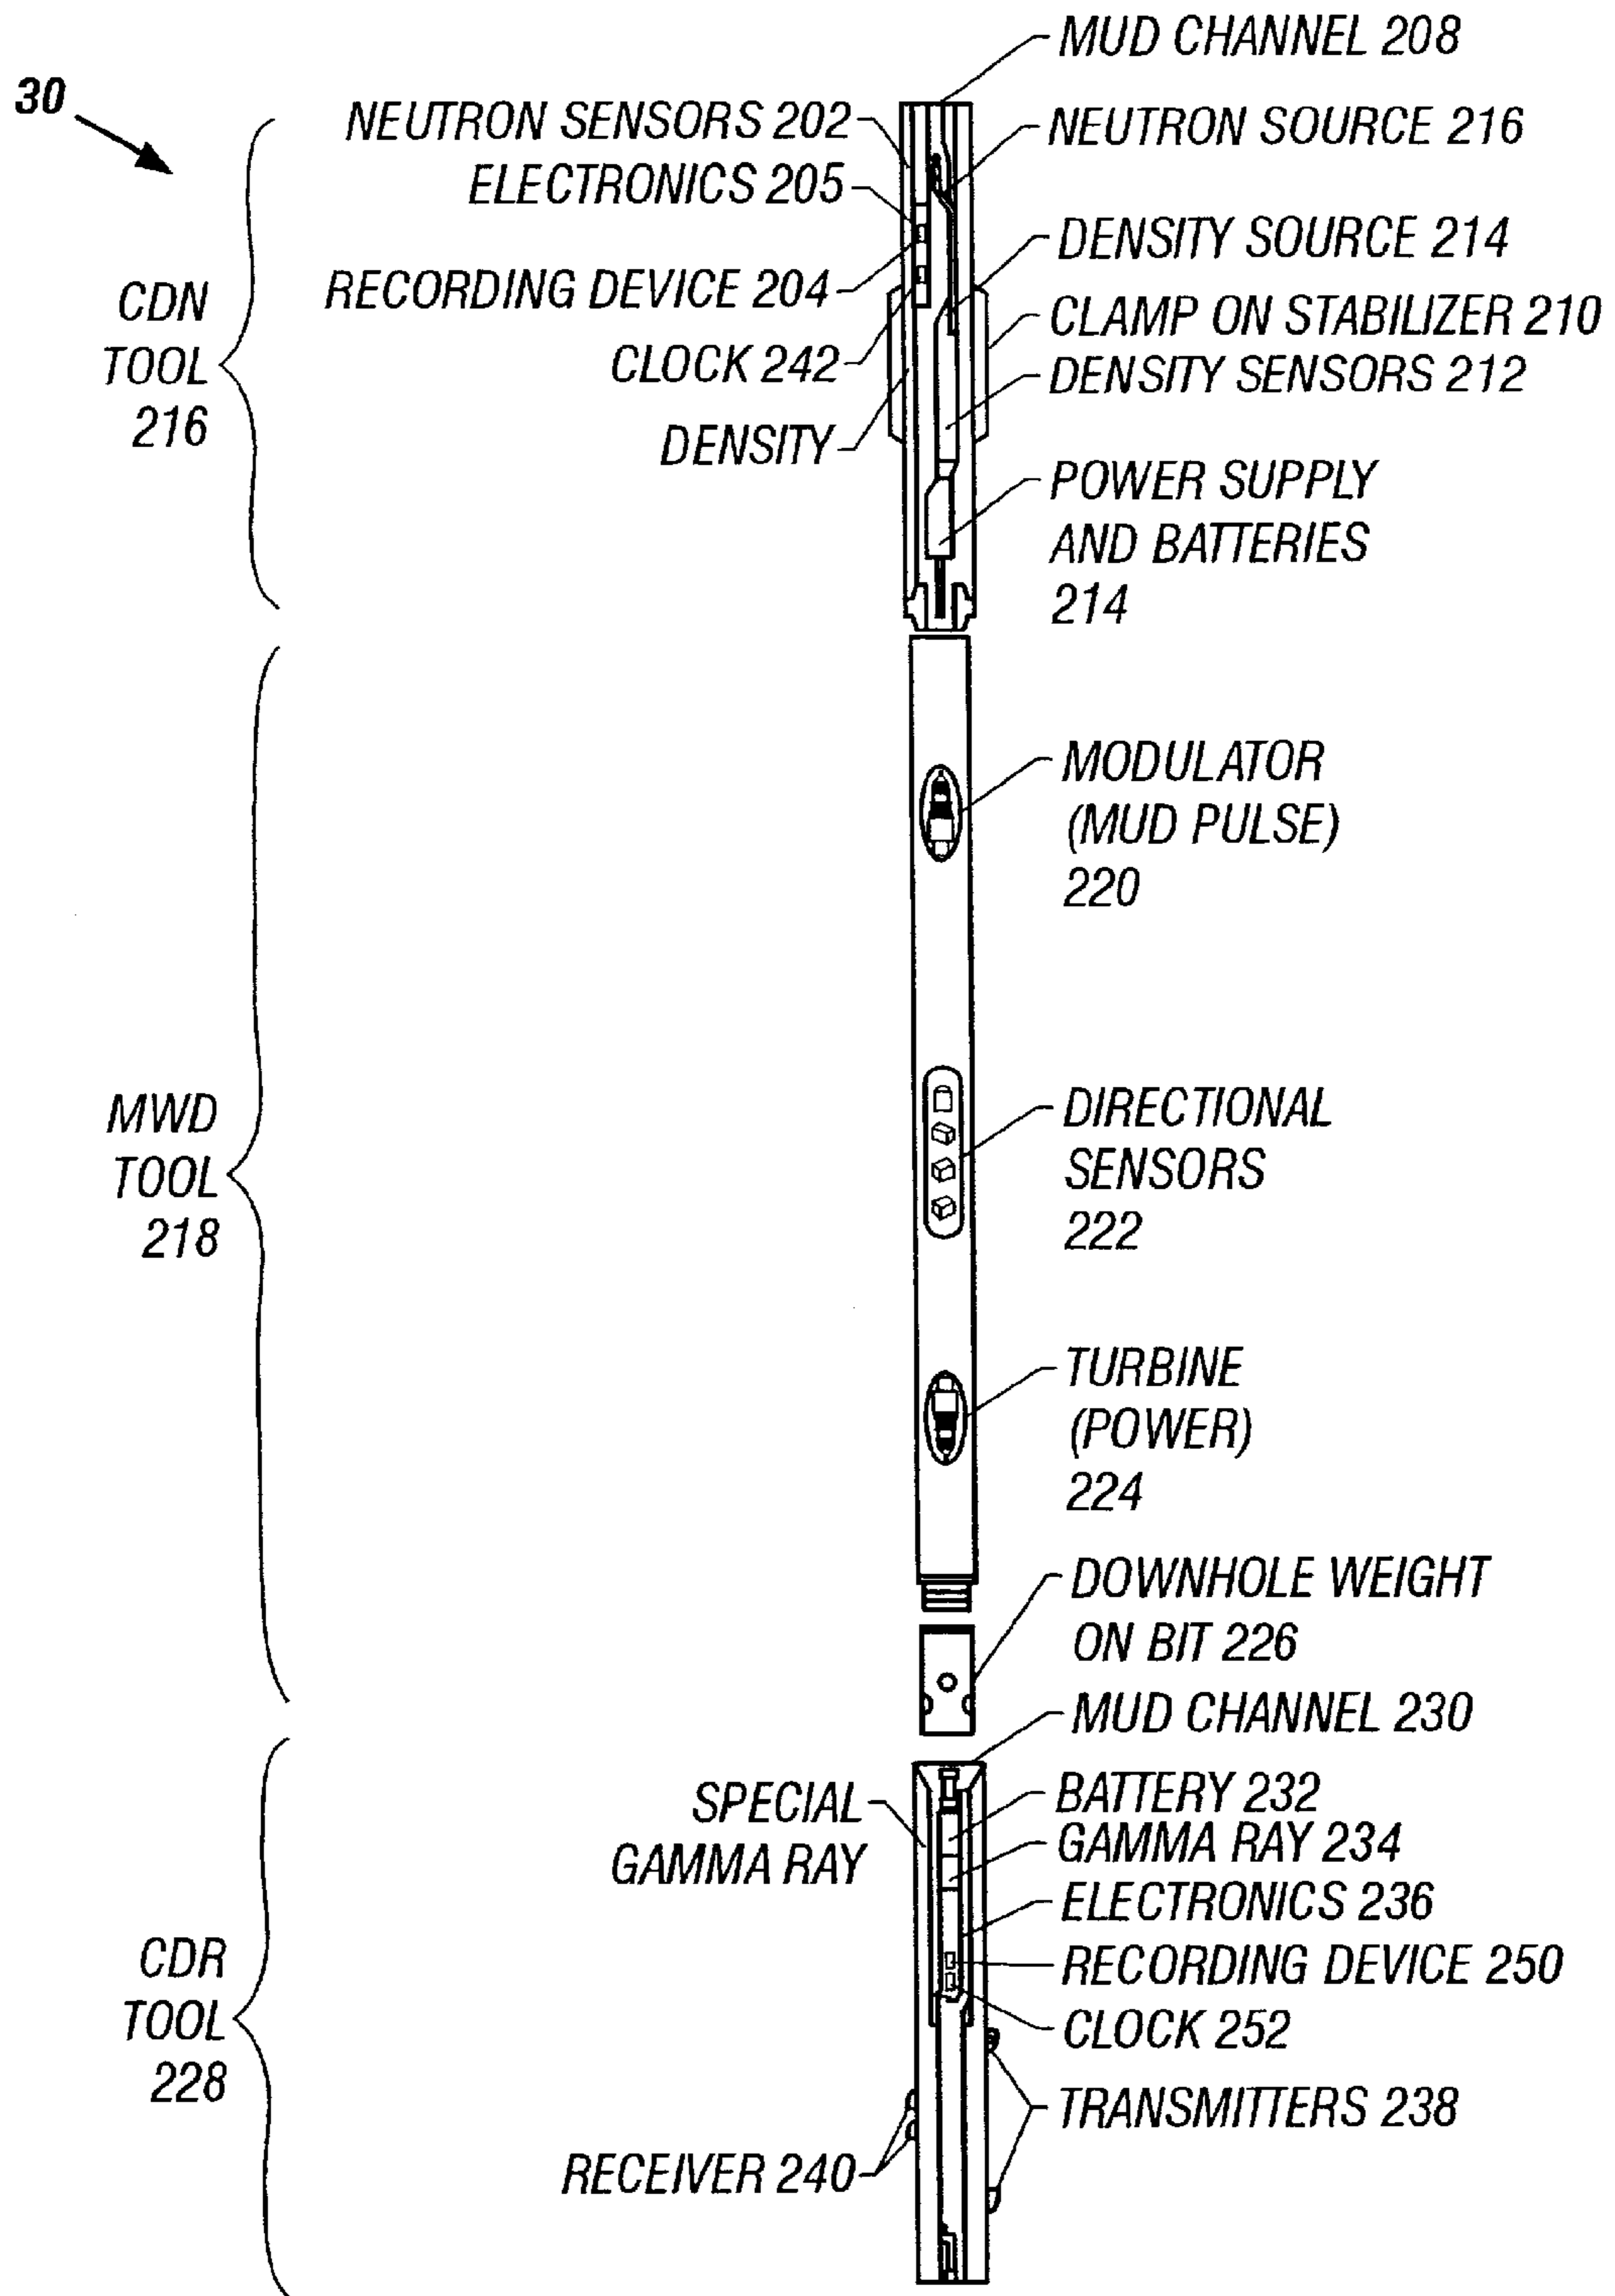 30
MUD CHANNEL 208
NEUTRON SENSORS 202
NEUTRON SOURCE 216
ELECTRONICS 205
DENSITY SOURCE 214
RECORDING DEVICE 204
CLAMP ON STABILIZER 210
CLOCK 242
DENSITY SENSORS 212
DENSITY
POWER SUPPLY
AND BATTERIES
214
CDN
TOOL
216
MODULATOR
(MUD PULSE)
220
DIRECTIONAL
SENSORS
222
MWD
TOOL
218
TURBINE
(POWER)
224
DOWNHOLE WEIGHT
ON BIT 226
MUD CHANNEL 230
SPECIAL
GAMMA RAY
BATTERY 232
GAMMA RAY 234
ELECTRONICS 236
RECORDING DEVICE 250
CLOCK 252
CDR
TOOL
228
TRANSMITTERS 238
RECEIVER 240